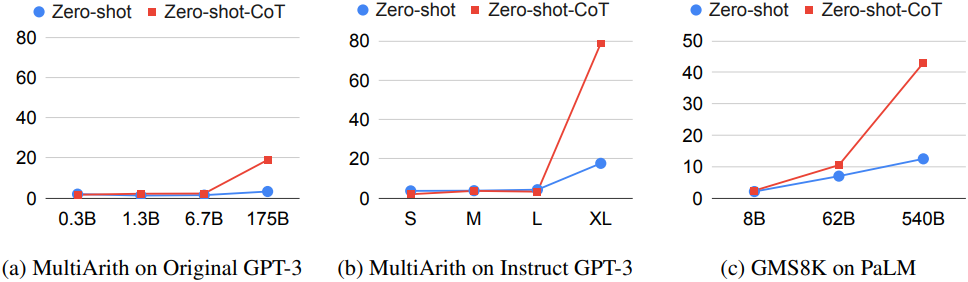 Zero-shot Zero-shot-CoT
80
60
40
20
0
0.3B 1.3B 6.7B 175B
(a) MultiArith on Original GPT-3
Zero-shot Zero-shot-CoT
80
60
40
20
0
S M L XL
(b) MultiArith on Instruct GPT-3
Zero-shot Zero-shot-CoT
50
40
30
20
10
0
8B 62B 540B
(c) GMS8K on PaLM